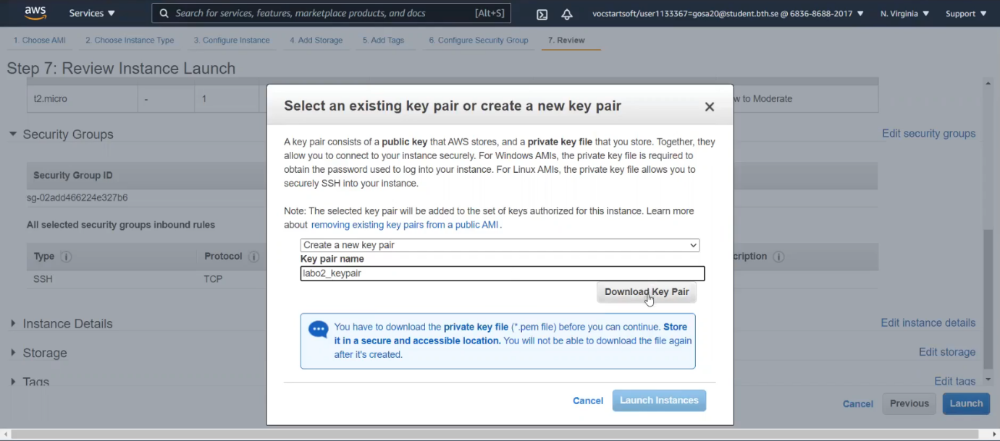 aws Services Search for services, features, marketplace products, and docs [Alt+S] vocstartsoft/user1133367=gosa20@student.bth.se @ 6836-8688-2017 N. Virginia Support
1. Choose AMI 2. Choose Instance Type 3. Configure Instance 4. Add Storage 5. Add Tags 6. Configure Security Group 7. Review
Step 7: Review Instance Launch
t2.micro - 1 w to Moderate
Select an existing key pair or create a new key pair
A key pair consists of a public key that AWS stores, and a private key file that you store. Together, they
allow you to connect to your instance securely. For Windows AMIs, the private key file is required to
obtain the password used to log into your instance. For Linux AMIs, the private key file allows you to
securely SSH into your instance.
Note: The selected key pair will be added to the set of keys authorized for this instance. Learn more
about removing existing key pairs from a public AMI.
Create a new key pair
Key pair name
labo2_keypair
Download Key Pair
You have to download the private key file (*.pem file) before you can continue. Store
it in a secure and accessible location. You will not be able to download the file again
after it's created.
Cancel Launch Instances
Security Groups Edit security groups
Security Group ID
sg-02add466224e327b6
All selected security groups inbound rules
Type Protocol cription
SSH TCP
Instance Details Edit instance details
Storage Edit storage
Tags Edit tags
Cancel Previous Launch